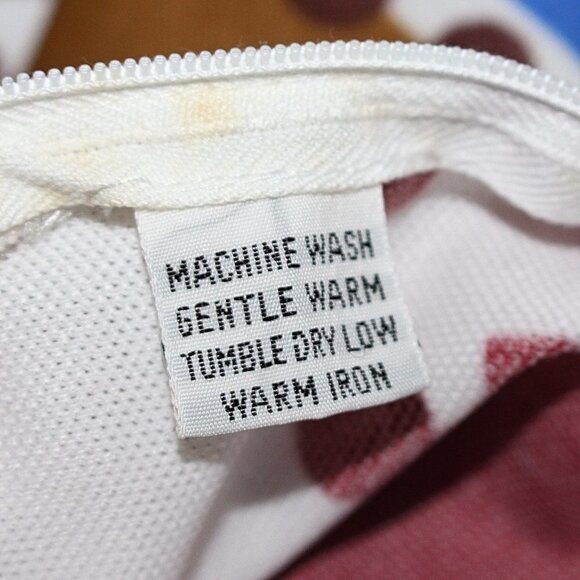 MACHINE WASH
GENTLE WARM
TUMBLE DRY LOW
WARM IRON